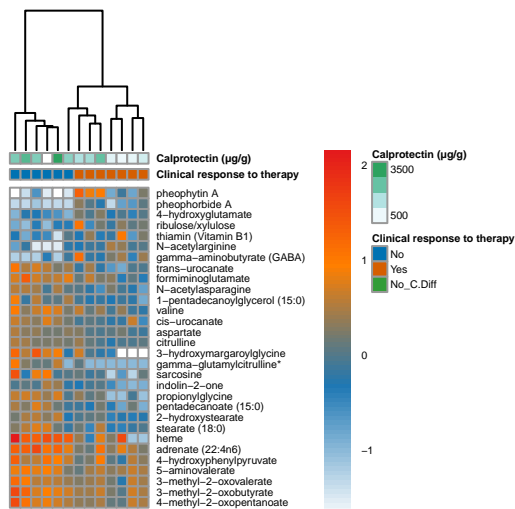 Calprotectin (µg/g)
Clinical response to therapy
pheophytin A
pheophorbide A
4−hydroxyglutamate
ribulose/xylulose
thiamin (Vitamin B1)
N−acetylarginine
gamma−aminobutyrate (GABA)
trans−urocanate
formiminoglutamate
N−acetylasparagine
1−pentadecanoylglycerol (15:0)
valine
cis−urocanate
aspartate
citrulline
3−hydroxymargaroylglycine
gamma−glutamylcitrulline*
sarcosine
indolin−2−one
propionylglycine
pentadecanoate (15:0)
2−hydroxystearate
stearate (18:0)
heme
adrenate (22:4n6)
4−hydroxyphenylpyruvate
5−aminovalerate
3−methyl−2−oxovalerate
3−methyl−2−oxobutyrate
4−methyl−2−oxopentanoate
2
1
0
−1
Calprotectin (µg/g)
3500
500
Clinical response to therapy
No
Yes
No_C.Diff